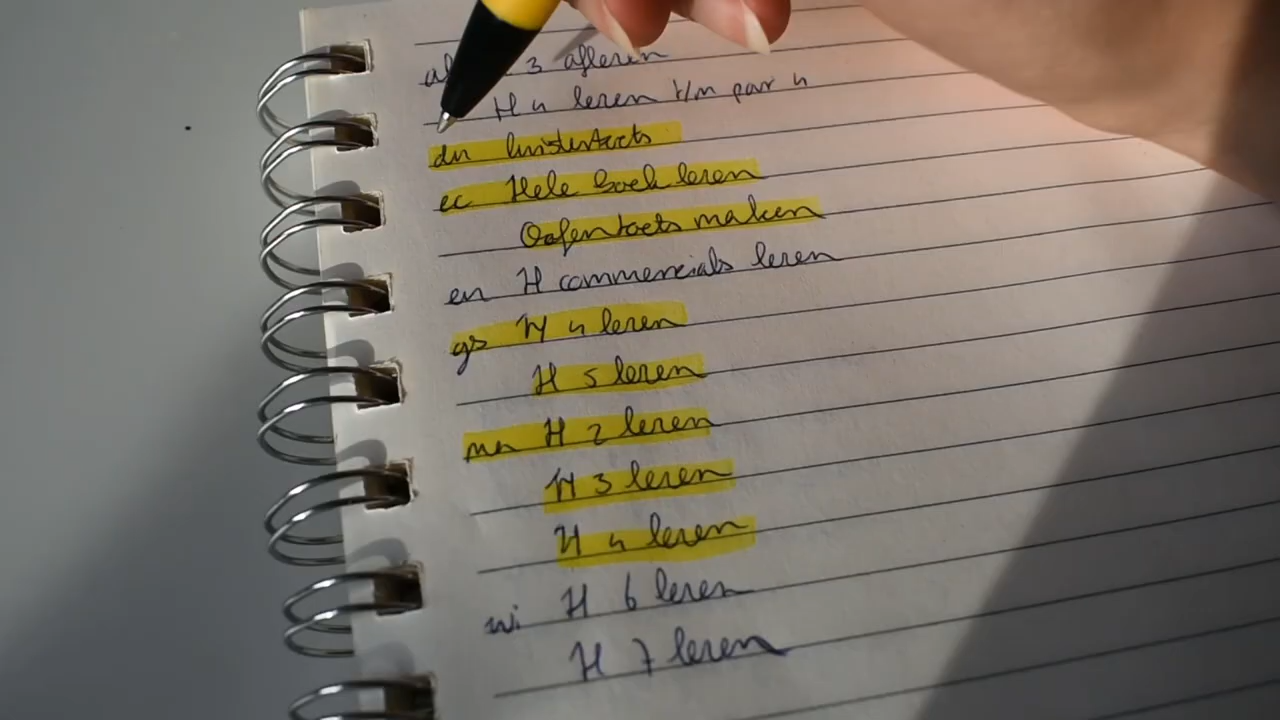 3 afleren
H 4 leren t/m par 4
du luistertoets
ec Hele boek leren
Oefentoets maken
en H commercials leren
gs H 4 leren
H 5 leren
mn H 2 leren
H 3 leren
H 4 leren
wi H 6 leren
H 7 leren